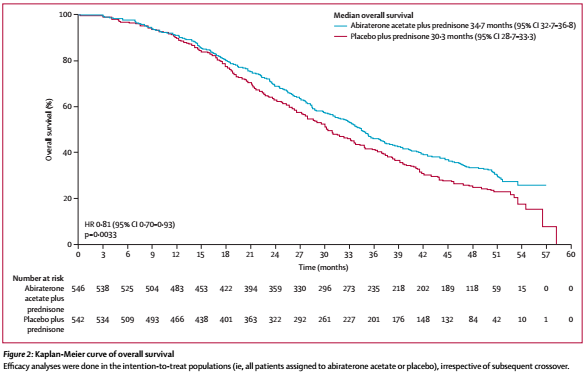 Median overall survival
Abiraterone acetate plus prednisone 34·7 months (95% CI 32·7–36·8)
Placebo plus prednisone 30·3 months (95% CI 28·7–33·3)
100
80
60
40
20
0
Overall survival (%)
HR 0·81 (95% CI 0·70–0·93)
p=0·0033
0 3 6 9 12 15 18 21 24 27 30 33 36 39 42 45 48 51 54 57 60
Time (months)
Number at risk
Abiraterone 546 538 525 504 483 453 422 394 359 330 296 273 235 218 202 189 118 59 15 0 0
acetate plus
prednisone
Placebo plus 542 534 509 493 466 438 401 363 322 292 261 227 201 176 148 132 84 42 10 1 0
prednisone
Figure 2: Kaplan-Meier curve of overall survival
Efficacy analyses were done in the intention-to-treat populations (ie, all patients assigned to abiraterone acetate or placebo), irrespective of subsequent crossover.